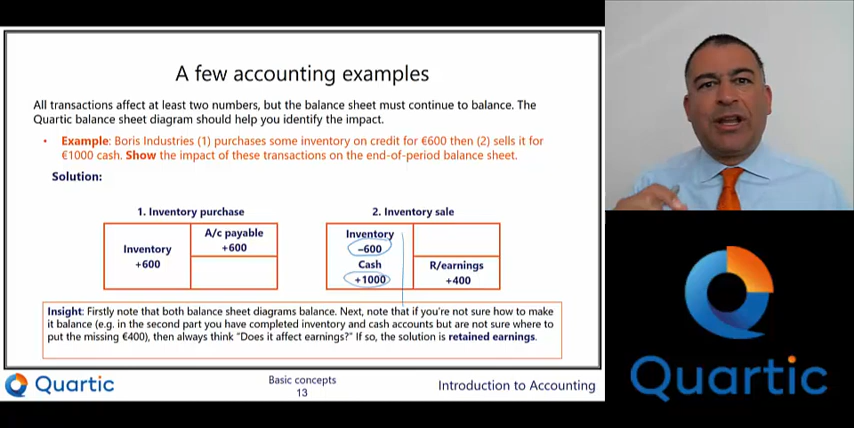 A few accounting examples
All transactions affect at least two numbers, but the balance sheet must continue to balance. The
Quartic balance sheet diagram should help you identify the impact.
• Example: Boris Industries (1) purchases some inventory on credit for €600 then (2) sells it for
€1000 cash. Show the impact of these transactions on the end-of-period balance sheet.
Solution:
1. Inventory purchase
Inventory
+600
A/c payable
+600
2. Inventory sale
Inventory
–600
Cash
+1000
R/earnings
+400
Insight: Firstly note that both balance sheet diagrams balance. Next, note that if you're not sure how to make
it balance (e.g. in the second part you have completed inventory and cash accounts but are not sure where to
put the missing €400), then always think "Does it affect earnings?" If so, the solution is retained earnings.
Quartic
Basic concepts
13
Introduction to Accounting
Quartic